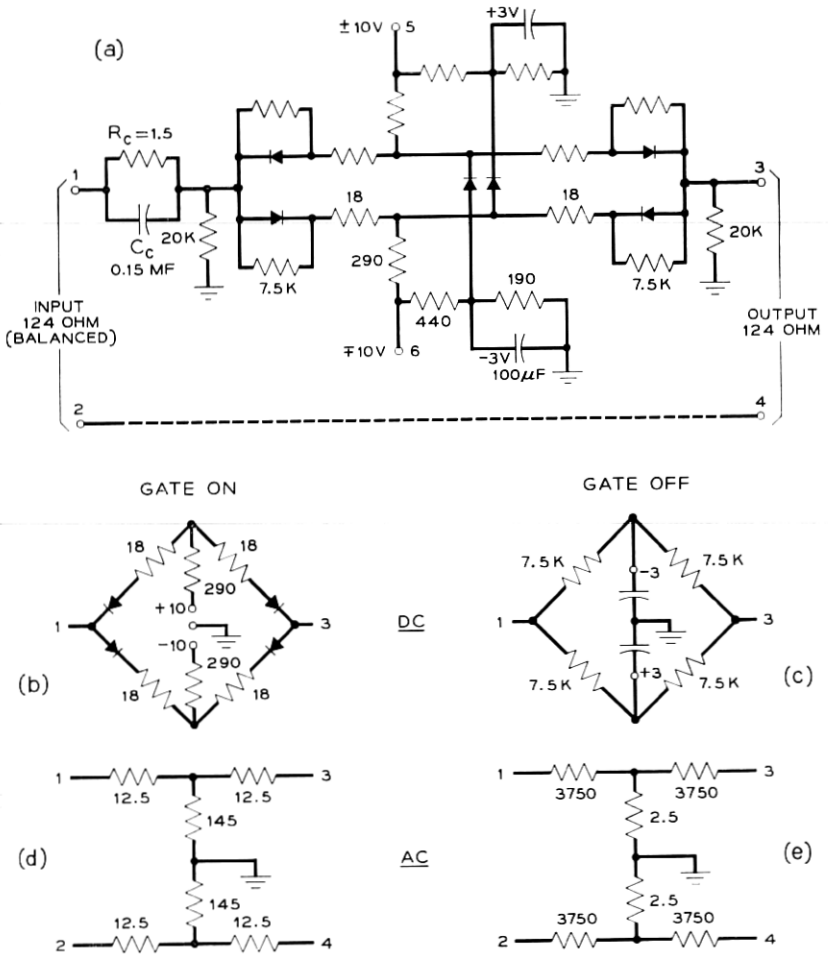 (a)
±10V 5
+3V
R_C=1.5
1
3
18
18
20K
C_C
0.15 MF
290
190
20K
7.5K
7.5K
440
INPUT
124 OHM
(BALANCED)
OUTPUT
124 OHM
∓10V 6
-3V
100μF
2
4
GATE ON
GATE OFF
18
18
7.5K
7.5K
290
-3
+10
1
3
DC
1
3
-10
290
+3
(b)
18
18
7.5K
7.5K
(c)
1
3
1
3
12.5
12.5
3750
3750
145
2.5
(d)
AC
(e)
145
2.5
12.5
12.5
3750
3750
2
4
2
4